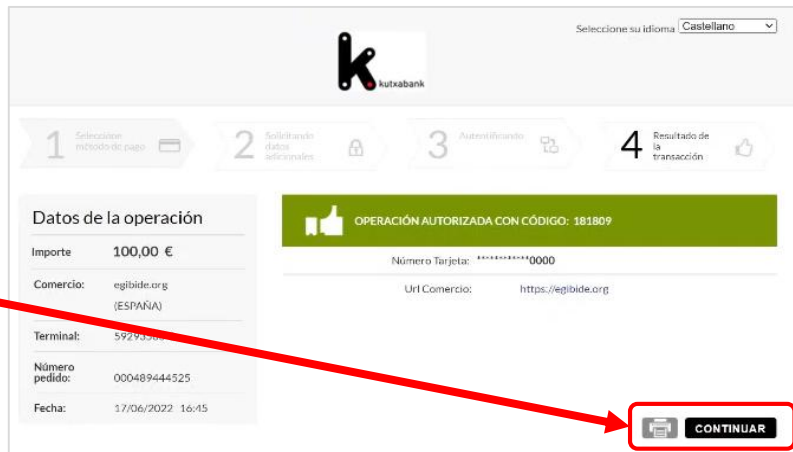 Seleccione su idioma Castellano
k
kutxabank
1 Seleccion
método de pago
2 Solicitando
datos
adicionales
3 Autentificando
4 Resultado de
la
transacción
Datos de la operación
Importe 100,00 €
Comercio: egibide.org
(ESPAÑA)
Terminal:
Número
pedido: 000489444525
Fecha: 17/06/2022 16:45
OPERACIÓN AUTORIZADA CON CÓDIGO: 181809
Número Tarjeta: ************0000
Url Comercio: https://egibide.org
CONTINUAR